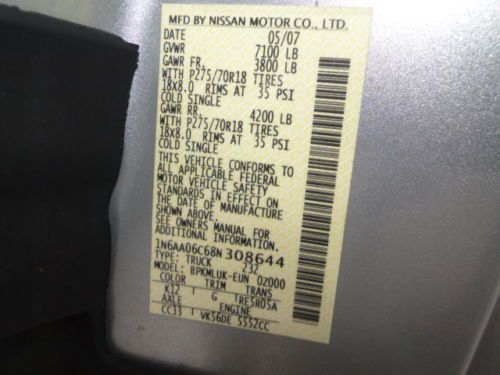 MFD BY NISSAN MOTOR CO., LTD.
DATE 05/07
GVWR 7100 LB
GAWR FR. 3800 LB
WITH P275/70R18 TIRES
18x8.0 RIMS AT 35 PSI
COLD SINGLE
GAWR RR. 4200 LB
WITH P275/70R18 TIRES
18x8.0 RIMS AT 35 PSI
COLD SINGLE
THIS VEHICLE CONFORMS TO
ALL APPLICABLE FEDERAL
MOTOR VEHICLE SAFETY
STANDARDS IN EFFECT ON
THE DATE OF MANUFACTURE
SHOWN ABOVE.
SEE OWNERS MANUAL FOR
ADDITIONAL INFORMATION.
1N6AA06C68N308644
TYPE: TRUCK 232
MODEL: BPKMLUK-EUN 02000
COLOR TRIM TRANS
K12 G TRE5R05A
AXLE ENGINE
CC33 VK56DE 5552CC